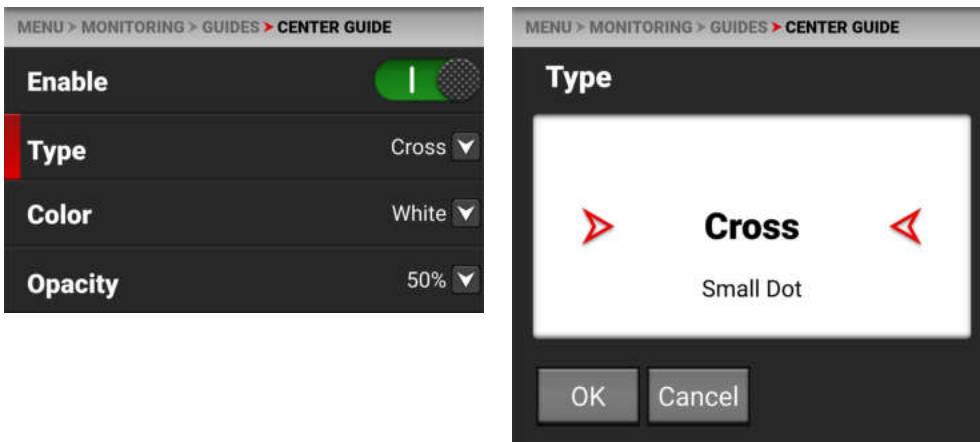 MENU > MONITORING > GUIDES > CENTER GUIDE
Enable
Type Cross
Color White
Opacity 50%
MENU > MONITORING > GUIDES > CENTER GUIDE
Type
Cross
Small Dot
OK Cancel